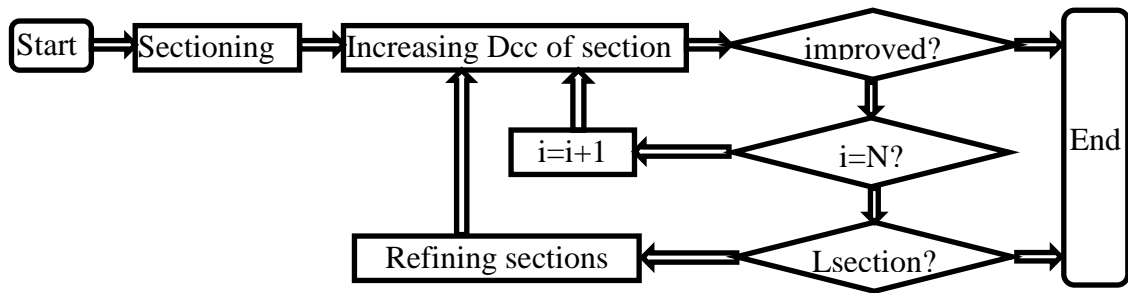 Start
Sectioning
Increasing Dcc of section
improved?
i=i+1
i=N?
End
Refining sections
Lsection?